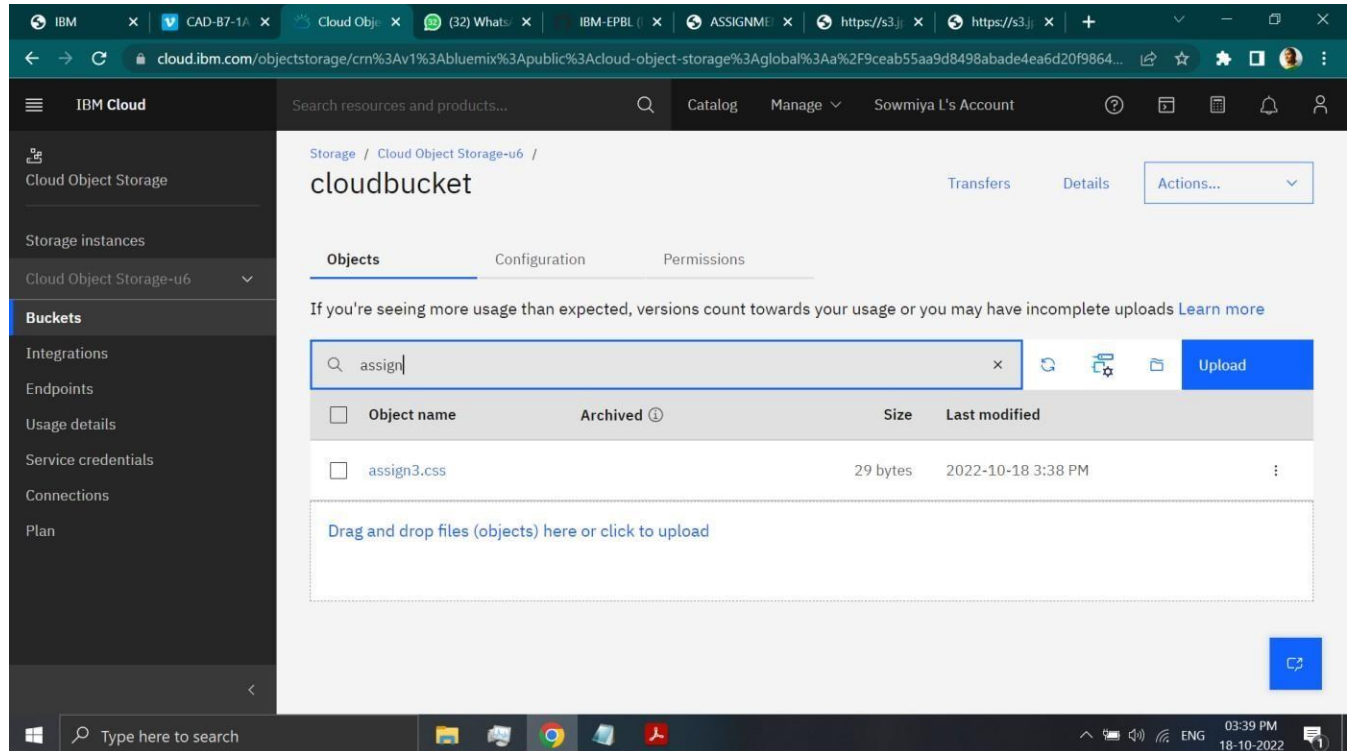 IBM
CAD-B7-1A
Cloud Obje
(32) Whats
IBM-EPBL (
ASSIGNME
https://s3.j
https://s3.j
cloud.ibm.com/objectstorage/crn%3Av1%3Abluemix%3Apublic%3Acloud-object-storage%3Aglobal%3Aa%2F9ceab55aa9d8498abade4ea6d20f9864...
IBM Cloud
Search resources and products...
Catalog
Manage
Sowmiya L's Account
Cloud Object Storage
Storage instances
Cloud Object Storage-u6
Buckets
Integrations
Endpoints
Usage details
Service credentials
Connections
Plan
Storage / Cloud Object Storage-u6 /
cloudbucket
Transfers
Details
Actions...
Objects
Configuration
Permissions
If you're seeing more usage than expected, versions count towards your usage or you may have incomplete uploads Learn more
assign
Upload
Object name
Archived
Size
Last modified
assign3.css
29 bytes
2022-10-18 3:38 PM
Drag and drop files (objects) here or click to upload
Type here to search
ENG
03:39 PM
18-10-2022
1